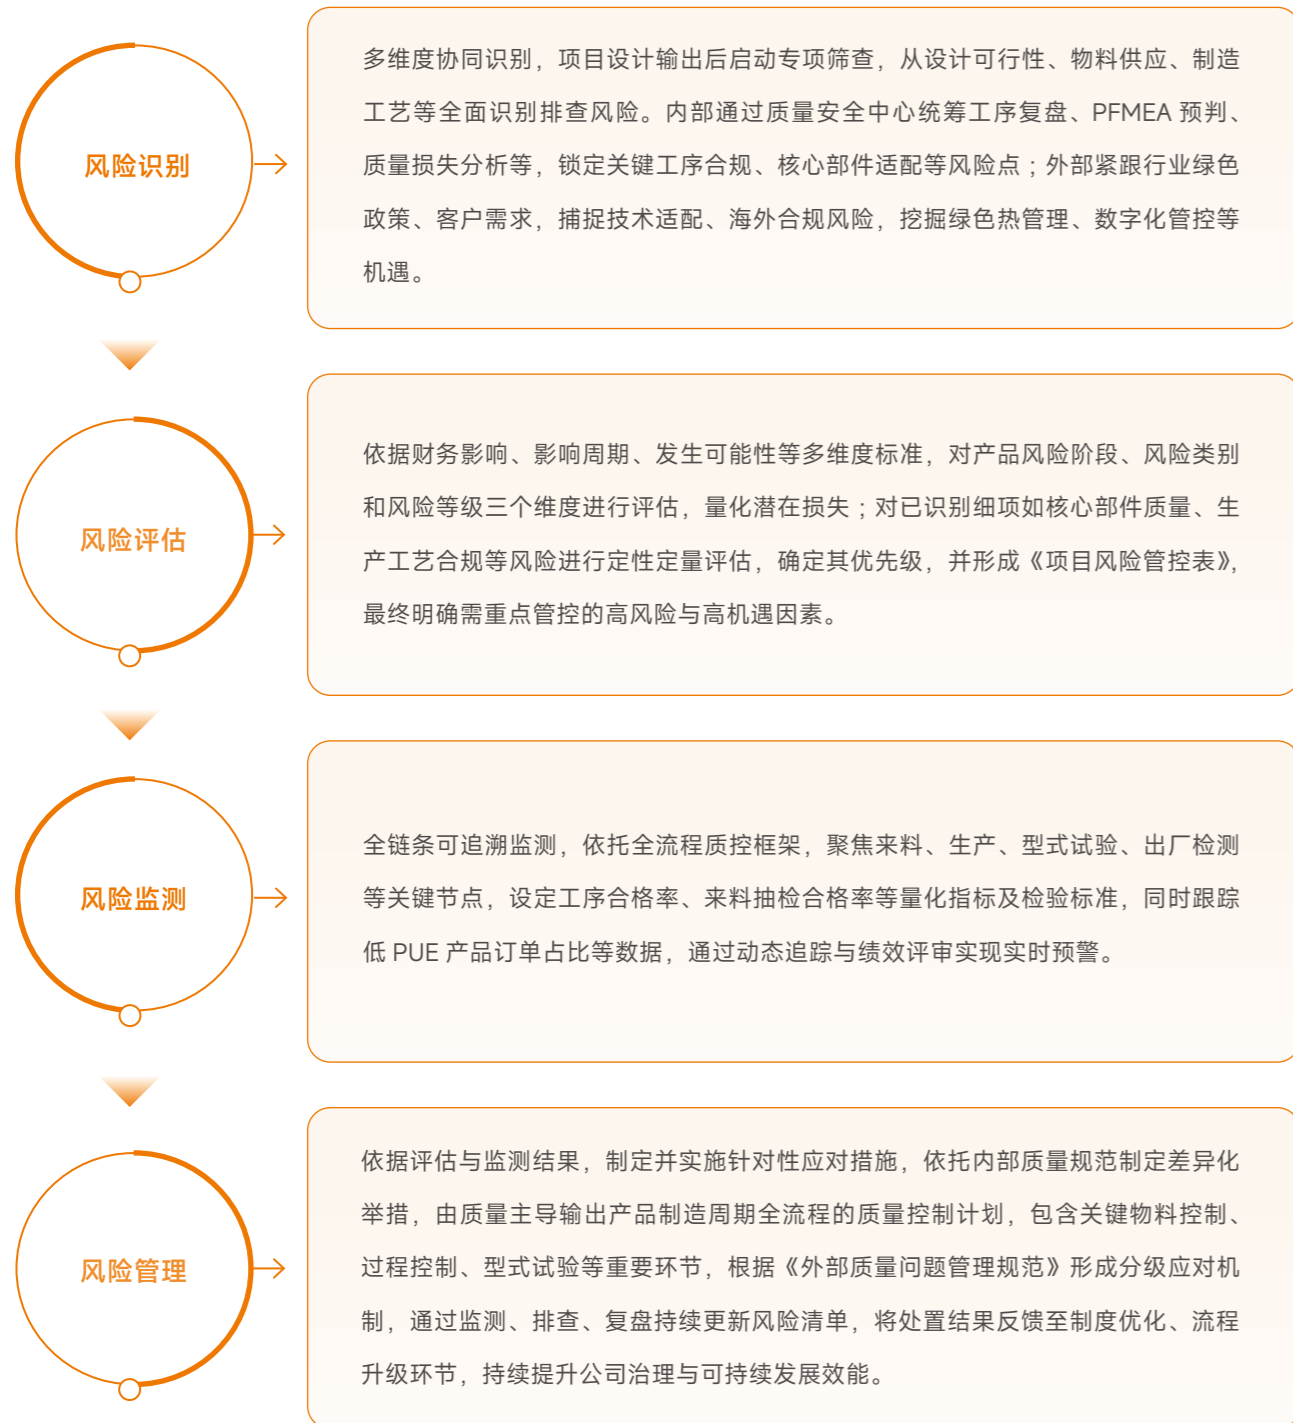 风险识别
多维度协同识别，项目设计输出后启动专项筛查，从设计可行性、物料供应、制造
工艺等全面识别排查风险。内部通过质量安全中心统筹工序复盘、PFMEA 预判、
质量损失分析等，锁定关键工序合规、核心部件适配等风险点；外部紧跟行业绿色
政策、客户需求，捕捉技术适配、海外合规风险，挖掘绿色热管理、数字化管控等
机遇。
风险评估
依据财务影响、影响周期、发生可能性等多维度标准，对产品风险阶段、风险类别
和风险等级三个维度进行评估，量化潜在损失；对已识别细项如核心部件质量、生
产工艺合规等风险进行定性定量评估，确定其优先级，并形成《项目风险管控表》，
最终明确需重点管控的高风险与高机遇因素。
风险监测
全链条可追溯监测，依托全流程质控框架，聚焦来料、生产、型式试验、出厂检测
等关键节点，设定工序合格率、来料抽检合格率等量化指标及检验标准，同时跟踪
低 PUE 产品订单占比等数据，通过动态追踪与绩效评审实现实时预警。
风险管理
依据评估与监测结果，制定并实施针对性应对措施，依托内部质量规范制定差异化
举措，由质量主导输出产品制造周期全流程的质量控制计划，包含关键物料控制、
过程控制、型式试验等重要环节，根据《外部质量问题管理规范》形成分级应对机
制，通过监测、排查、复盘持续更新风险清单，将处置结果反馈至制度优化、流程
升级环节，持续提升公司治理与可持续发展效能。